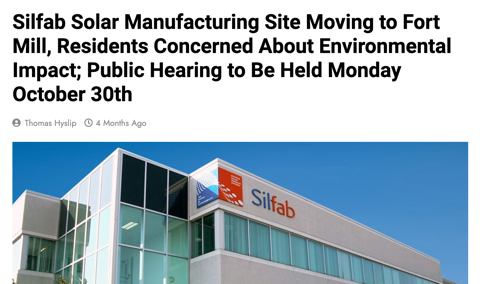 Silfab Solar Manufacturing Site Moving to Fort
Mill, Residents Concerned About Environmental
Impact; Public Hearing to Be Held Monday
October 30th
Thomas Hyslip 4 Months Ago
Silfab